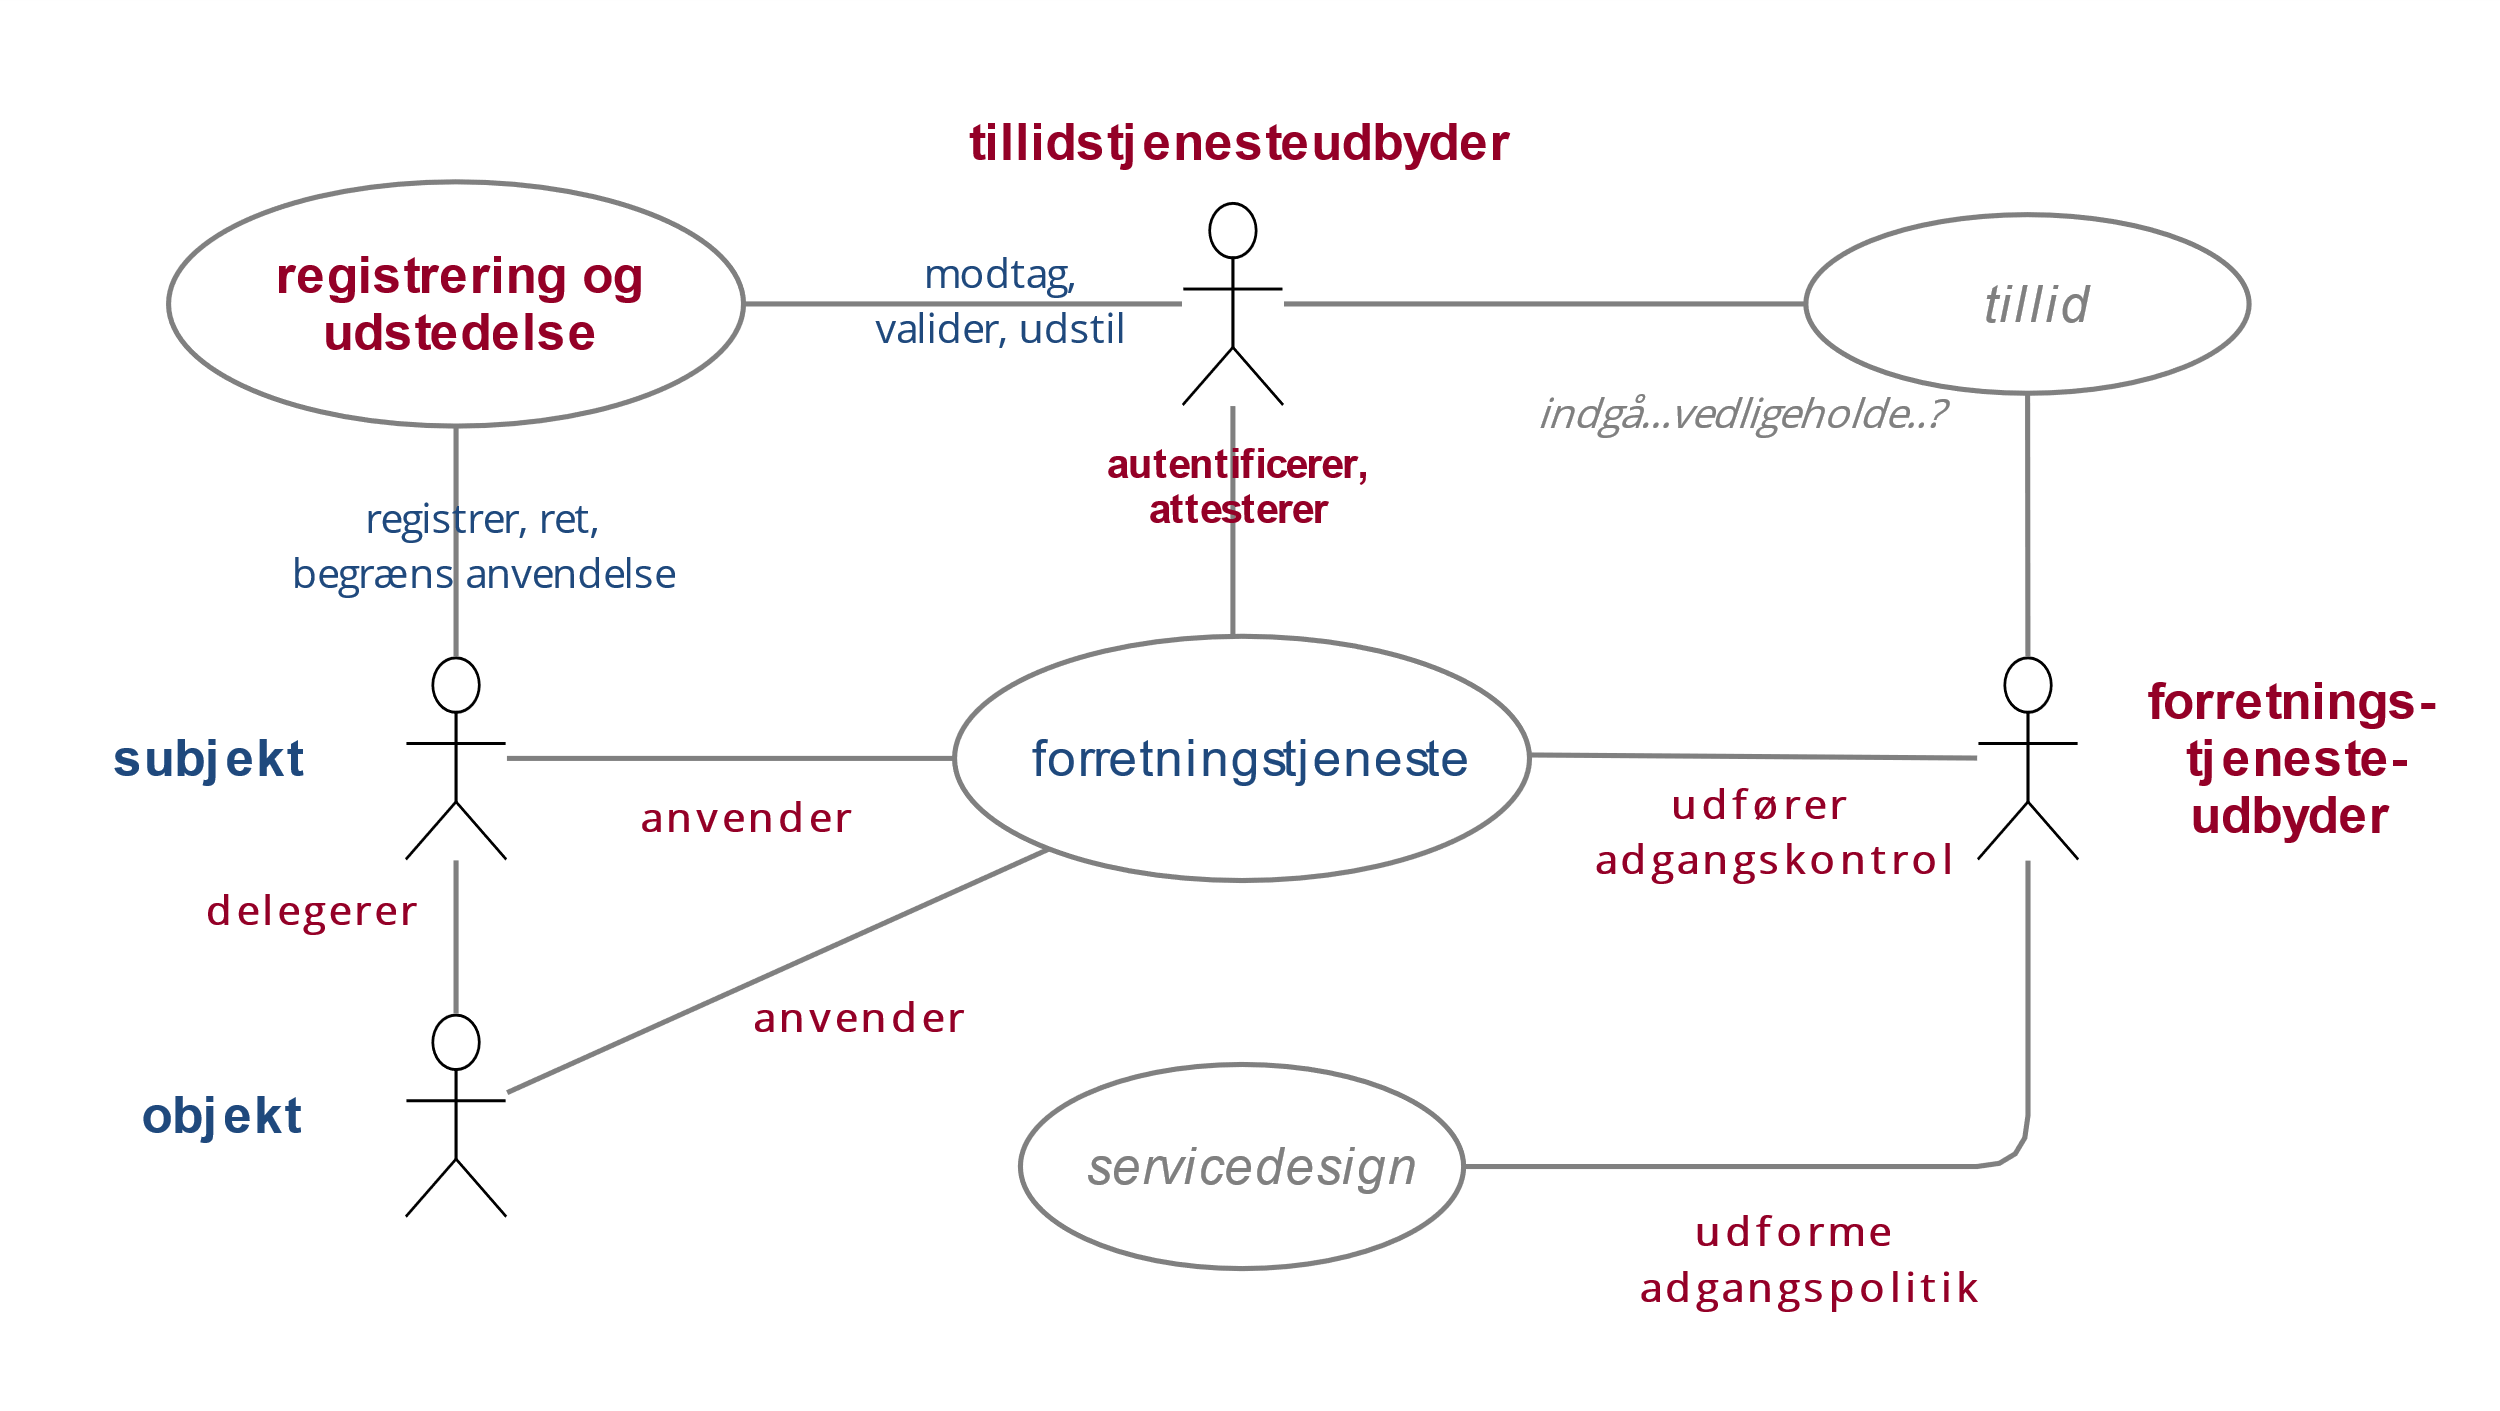 tillidstjenesteudbyder
registrering og
udstedelse
modtag,
valider, udstil
tillid
indgå...vedligeholde..?
autentificerer,
attesterer
registrer, ret,
begræns anvendelse
subjekt
forretningstjeneste
forretnings-
tjeneste-
udbyder
anvender
udfører
adgangskontrol
delegerer
anvender
objekt
servicedesign
udforme
adgangspolitik